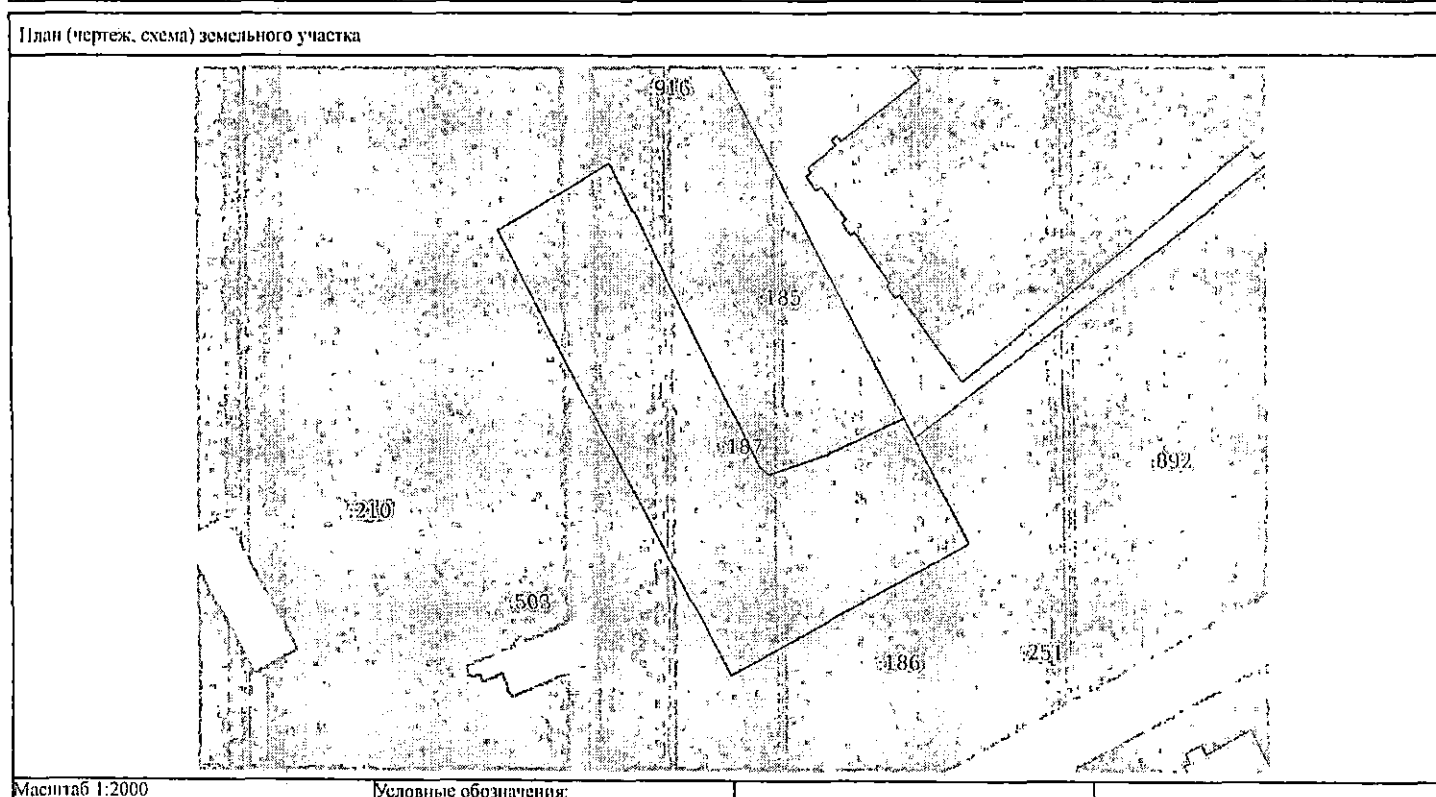 План (чертеж, схема) земельного участка
916
:185
:187
:892
:210
:503
:186
:251
Масштаб 1:2000
Условные обозначения: